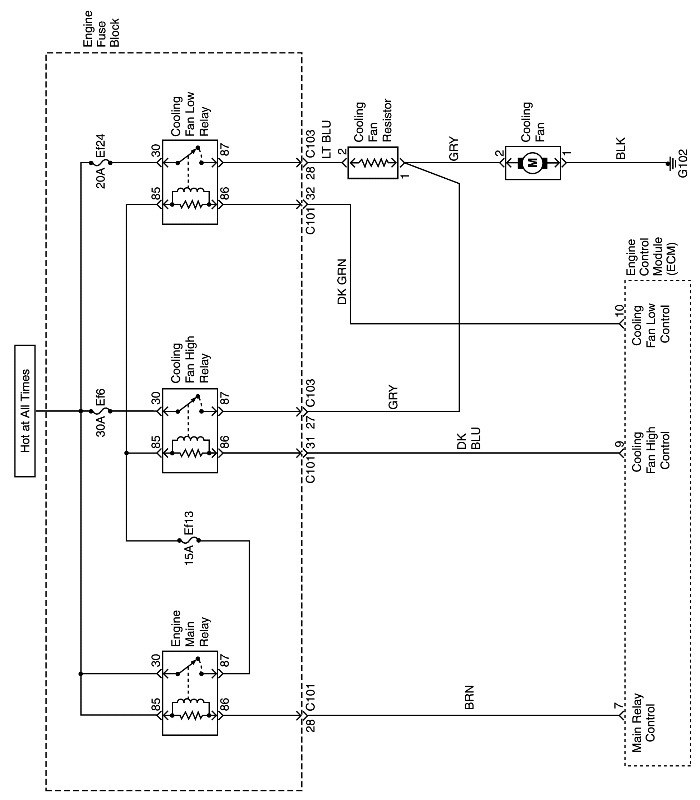 Engine
Fuse
Block
Hot at All Times
20A Ef24
Cooling
Fan Low
Relay
30
87
85
86
C103
28
LT BLU
2
Cooling
Fan
Resistor
1
GRY
2
Cooling
Fan
M
1
BLK
G102
C101 32
DK GRN
10
Engine
Control
Module
(ECM)
Cooling
Fan Low
Control
30A Ef6
Cooling
Fan High
Relay
30
87
85
86
C103
27
GRY
C101 31
DK
BLU
9
Cooling
Fan High
Control
15A Ef13
Engine
Main
Relay
30
87
85
86
28 C101
BRN
7
Main Relay
Control